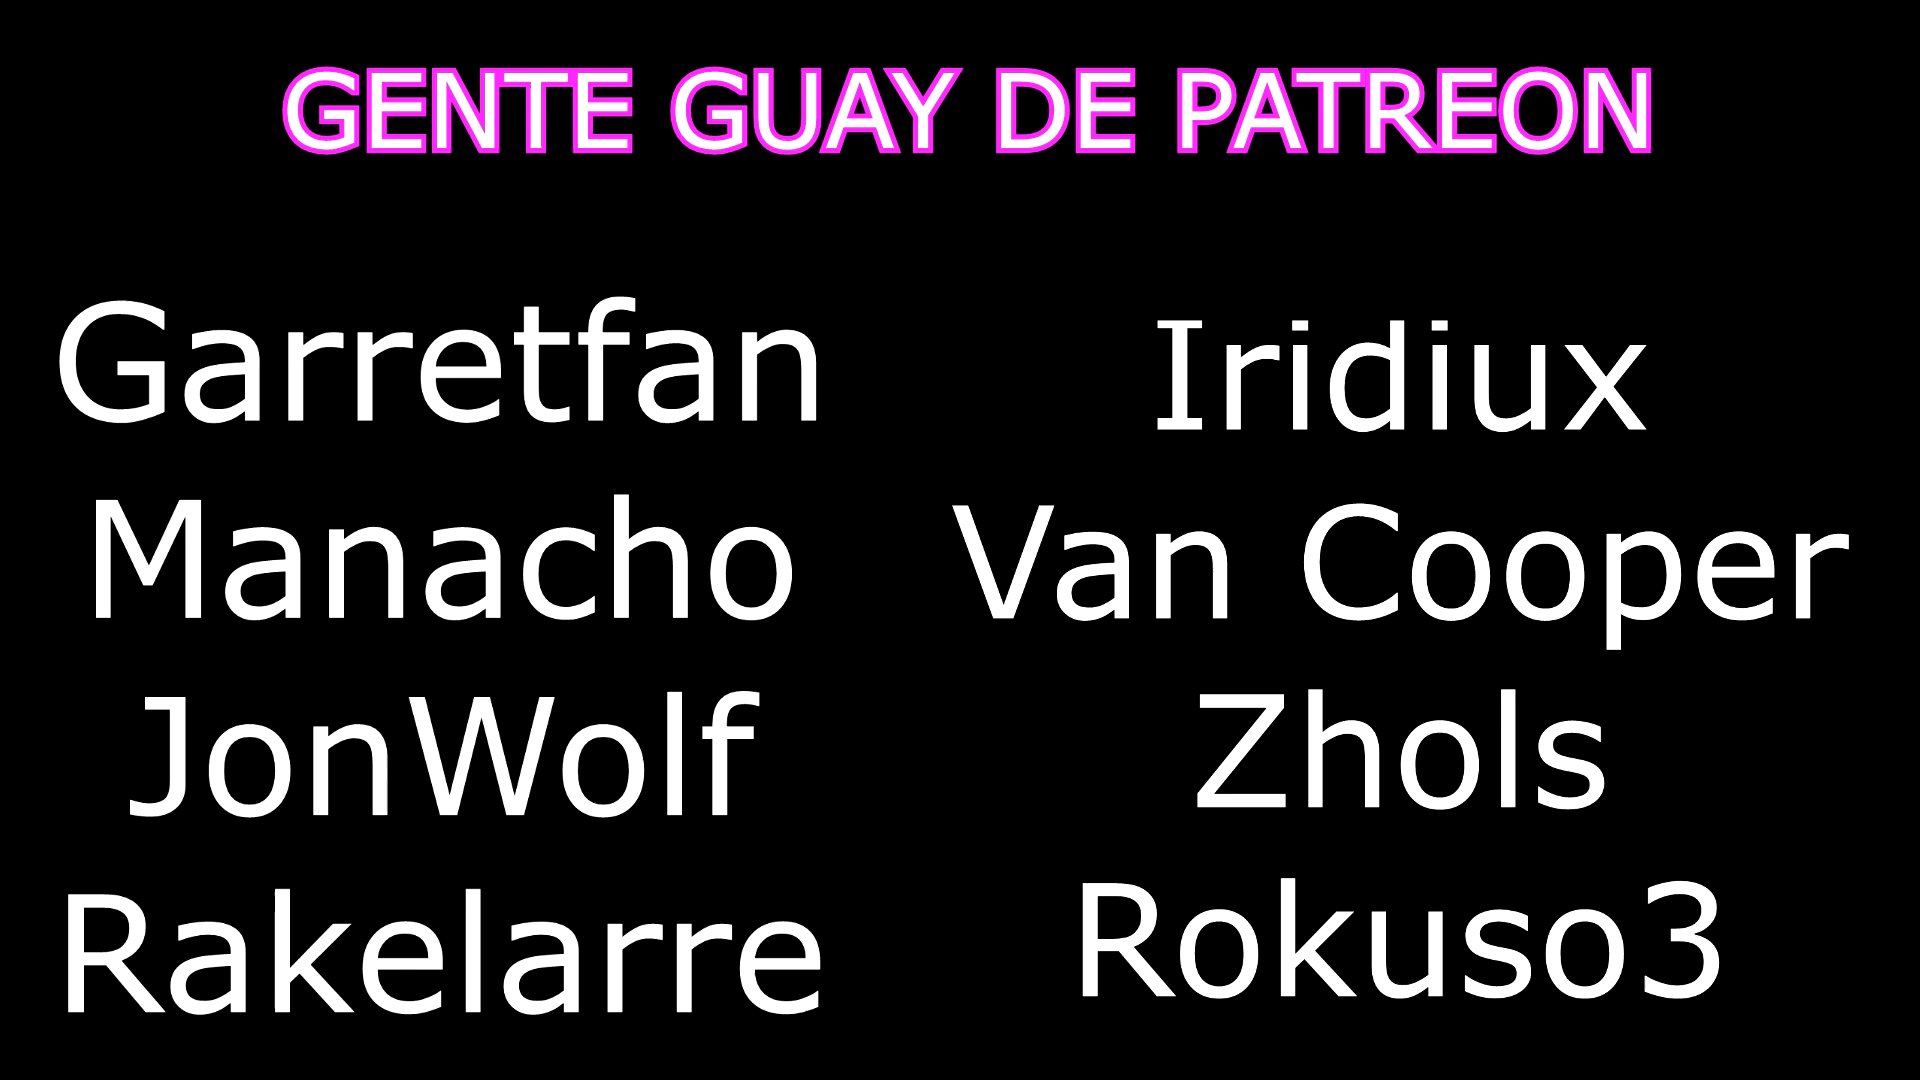 GENTE GUAY DE PATREON
Garretfan
Manacho
JonWolf
Rakelarre
Iridiux
Van Cooper
Zhols
Rokuso3